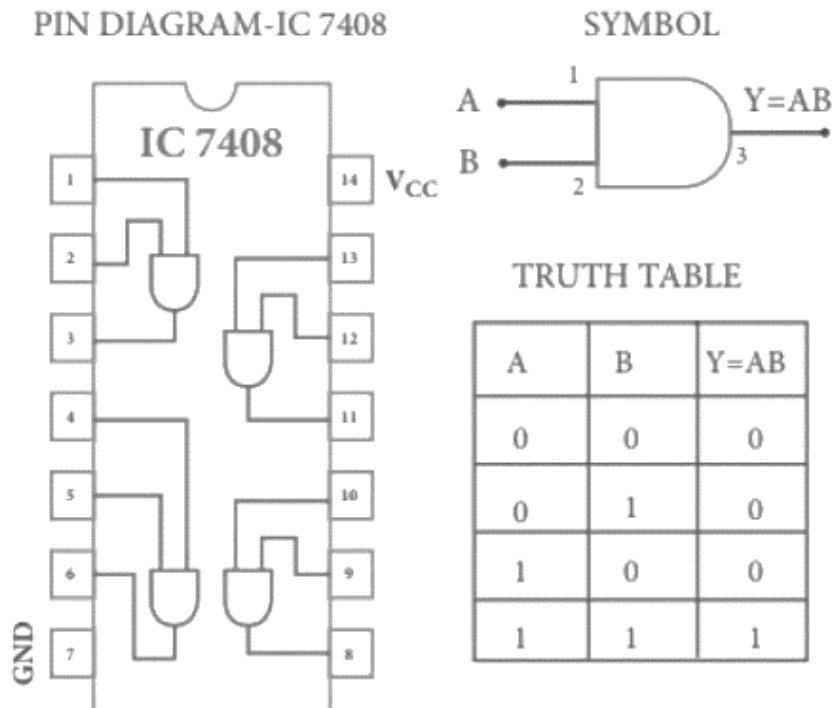 PIN DIAGRAM-IC 7408
IC 7408
1
2
3
4
5
6
7
GND
14 VCC
13
12
11
10
9
8
SYMBOL
A
1
B
2
3
Y=AB
TRUTH TABLE
A B Y=AB
0 0 0
0 1 0
1 0 0
1 1 1